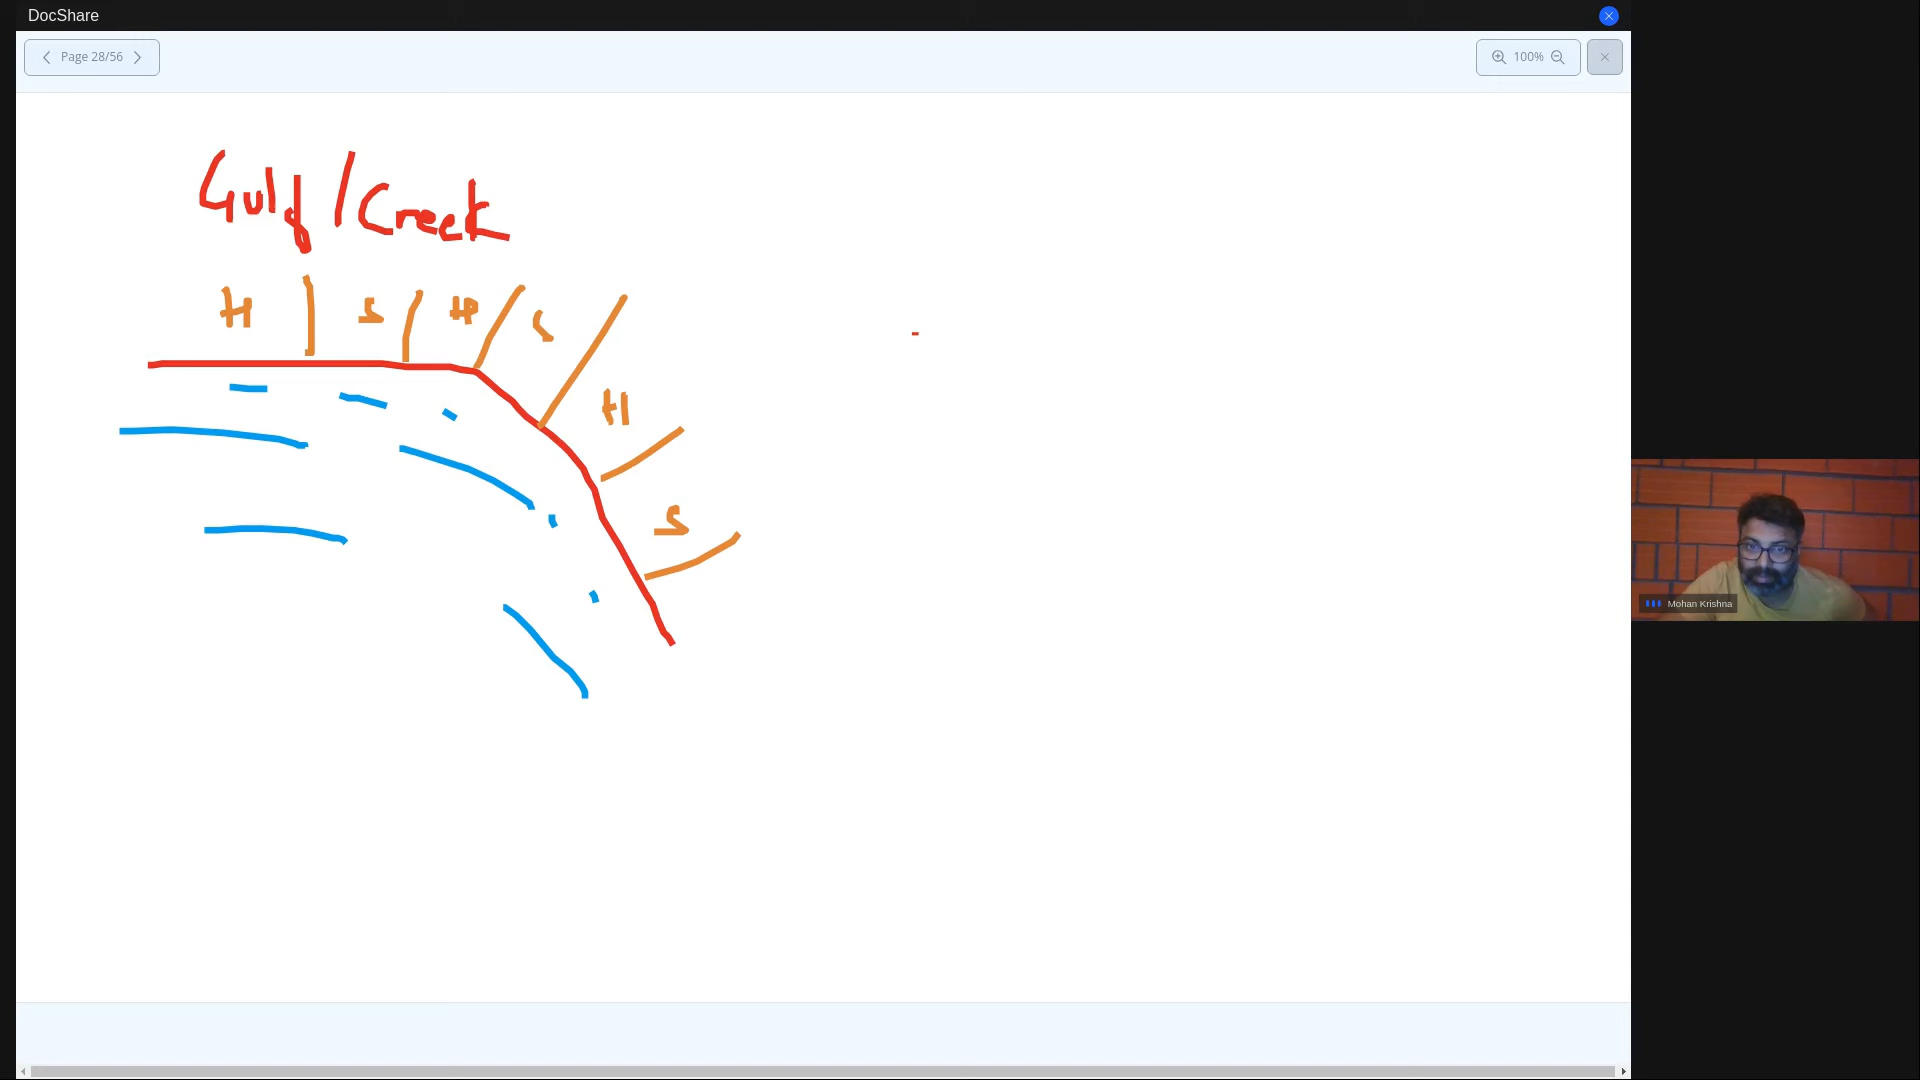 DocShare
Page 28/56
100%
Gulf/Creek
H S H S
H
S
Mohan Krishna